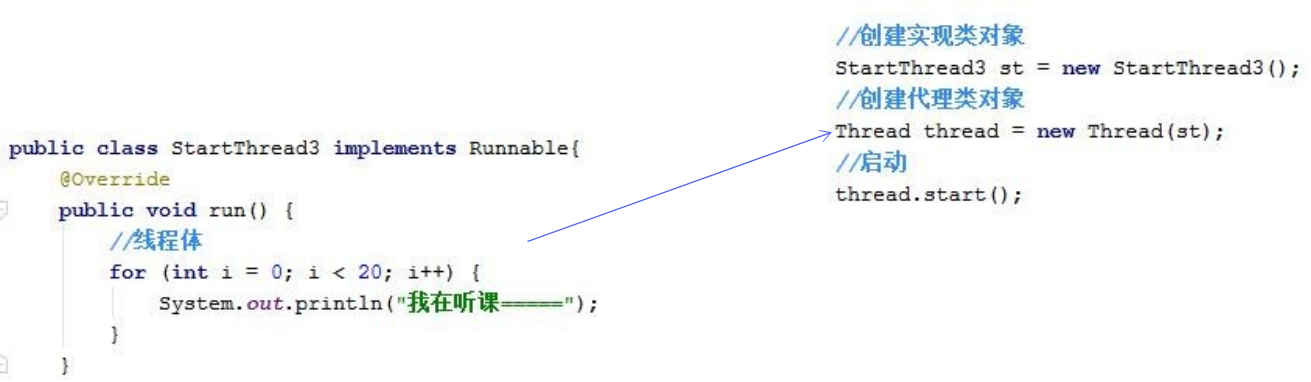 //创建实现类对象
StartThread3 st = new StartThread3();
//创建代理类对象
Thread thread = new Thread(st);
//启动
thread.start();
public class StartThread3 implements Runnable{
@Override
public void run() {
//线程体
for (int i = 0; i < 20; i++) {
System.out.println("我在听课=====");
}
}